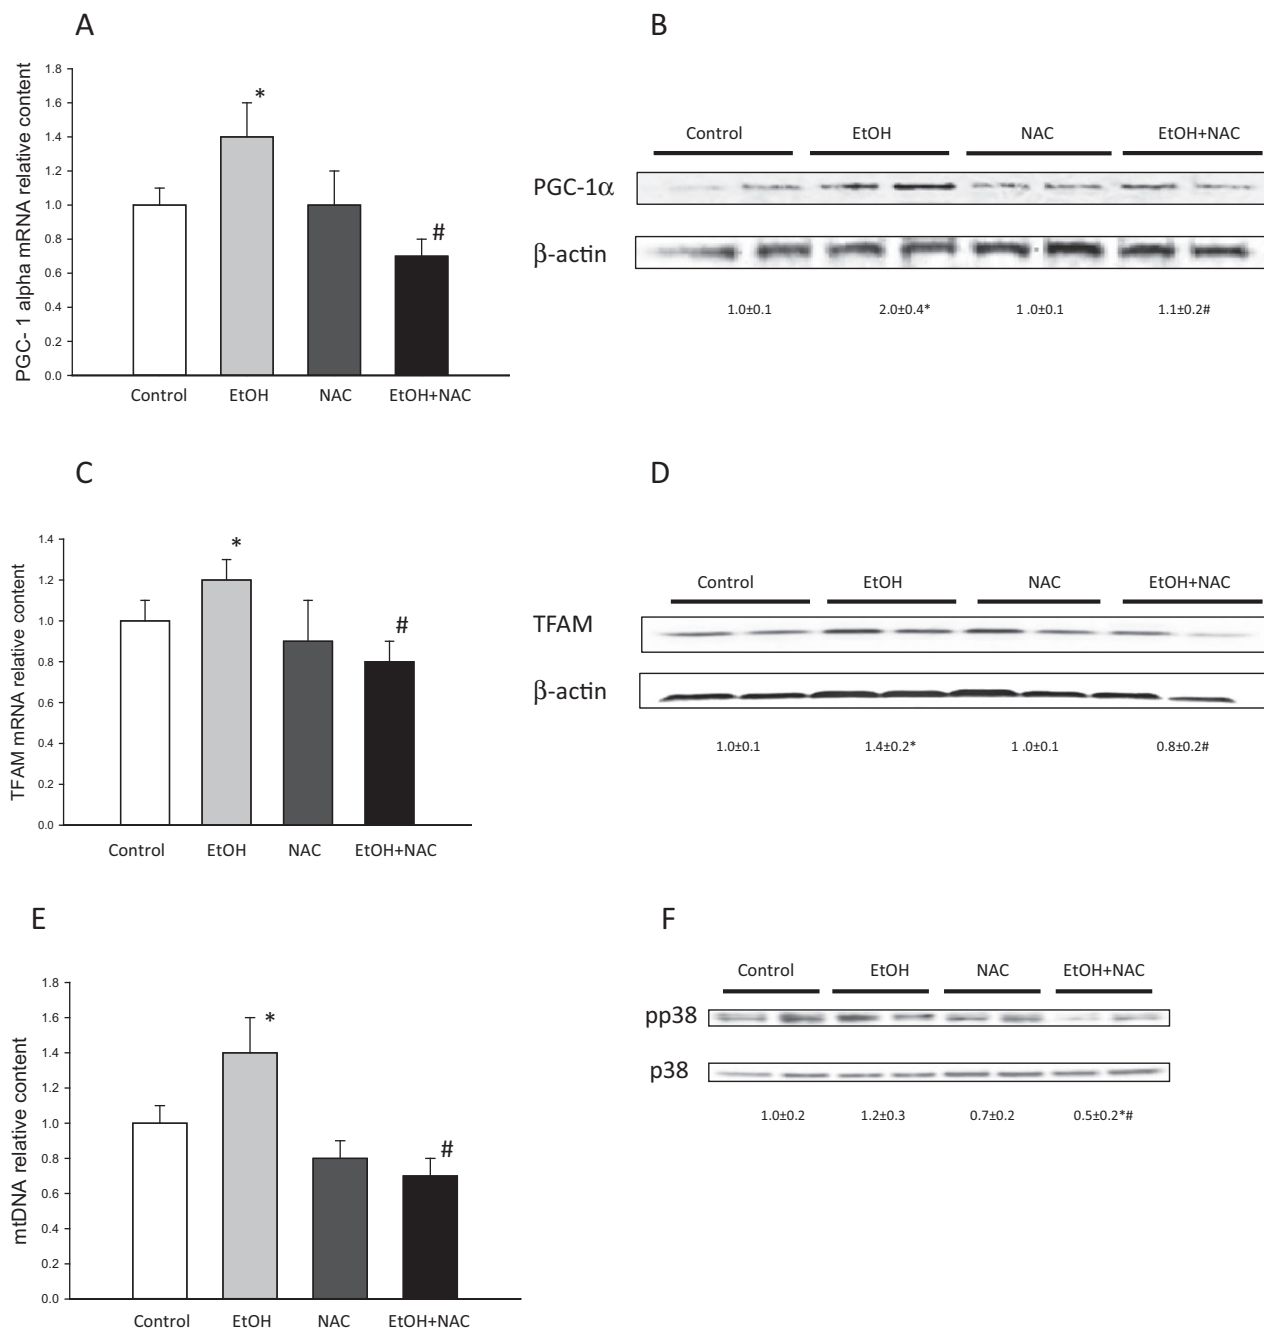 A
PGC- 1 alpha mRNA relative content
1.8
1.6
1.4
1.2
1.0
0.8
0.6
0.4
0.2
0.0
*
#
Control EtOH NAC EtOH+NAC
B
Control EtOH NAC EtOH+NAC
PGC-1α
β-actin
1.0±0.1 2.0±0.4* 1 .0±0.1 1.1±0.2#
C
TFAM mRNA relative content
1.4
1.2
1.0
0.8
0.6
0.4
0.2
0.0
*
#
Control EtOH NAC EtOH+NAC
D
Control EtOH NAC EtOH+NAC
TFAM
β-actin
1.0±0.1 1.4±0.2* 1 .0±0.1 0.8±0.2#
E
mtDNA relative content
1.8
1.6
1.4
1.2
1.0
0.8
0.6
0.4
0.2
0.0
*
#
Control EtOH NAC EtOH+NAC
F
Control EtOH NAC EtOH+NAC
pp38
p38
1.0±0.2 1.2±0.3 0.7±0.2 0.5±0.2*#